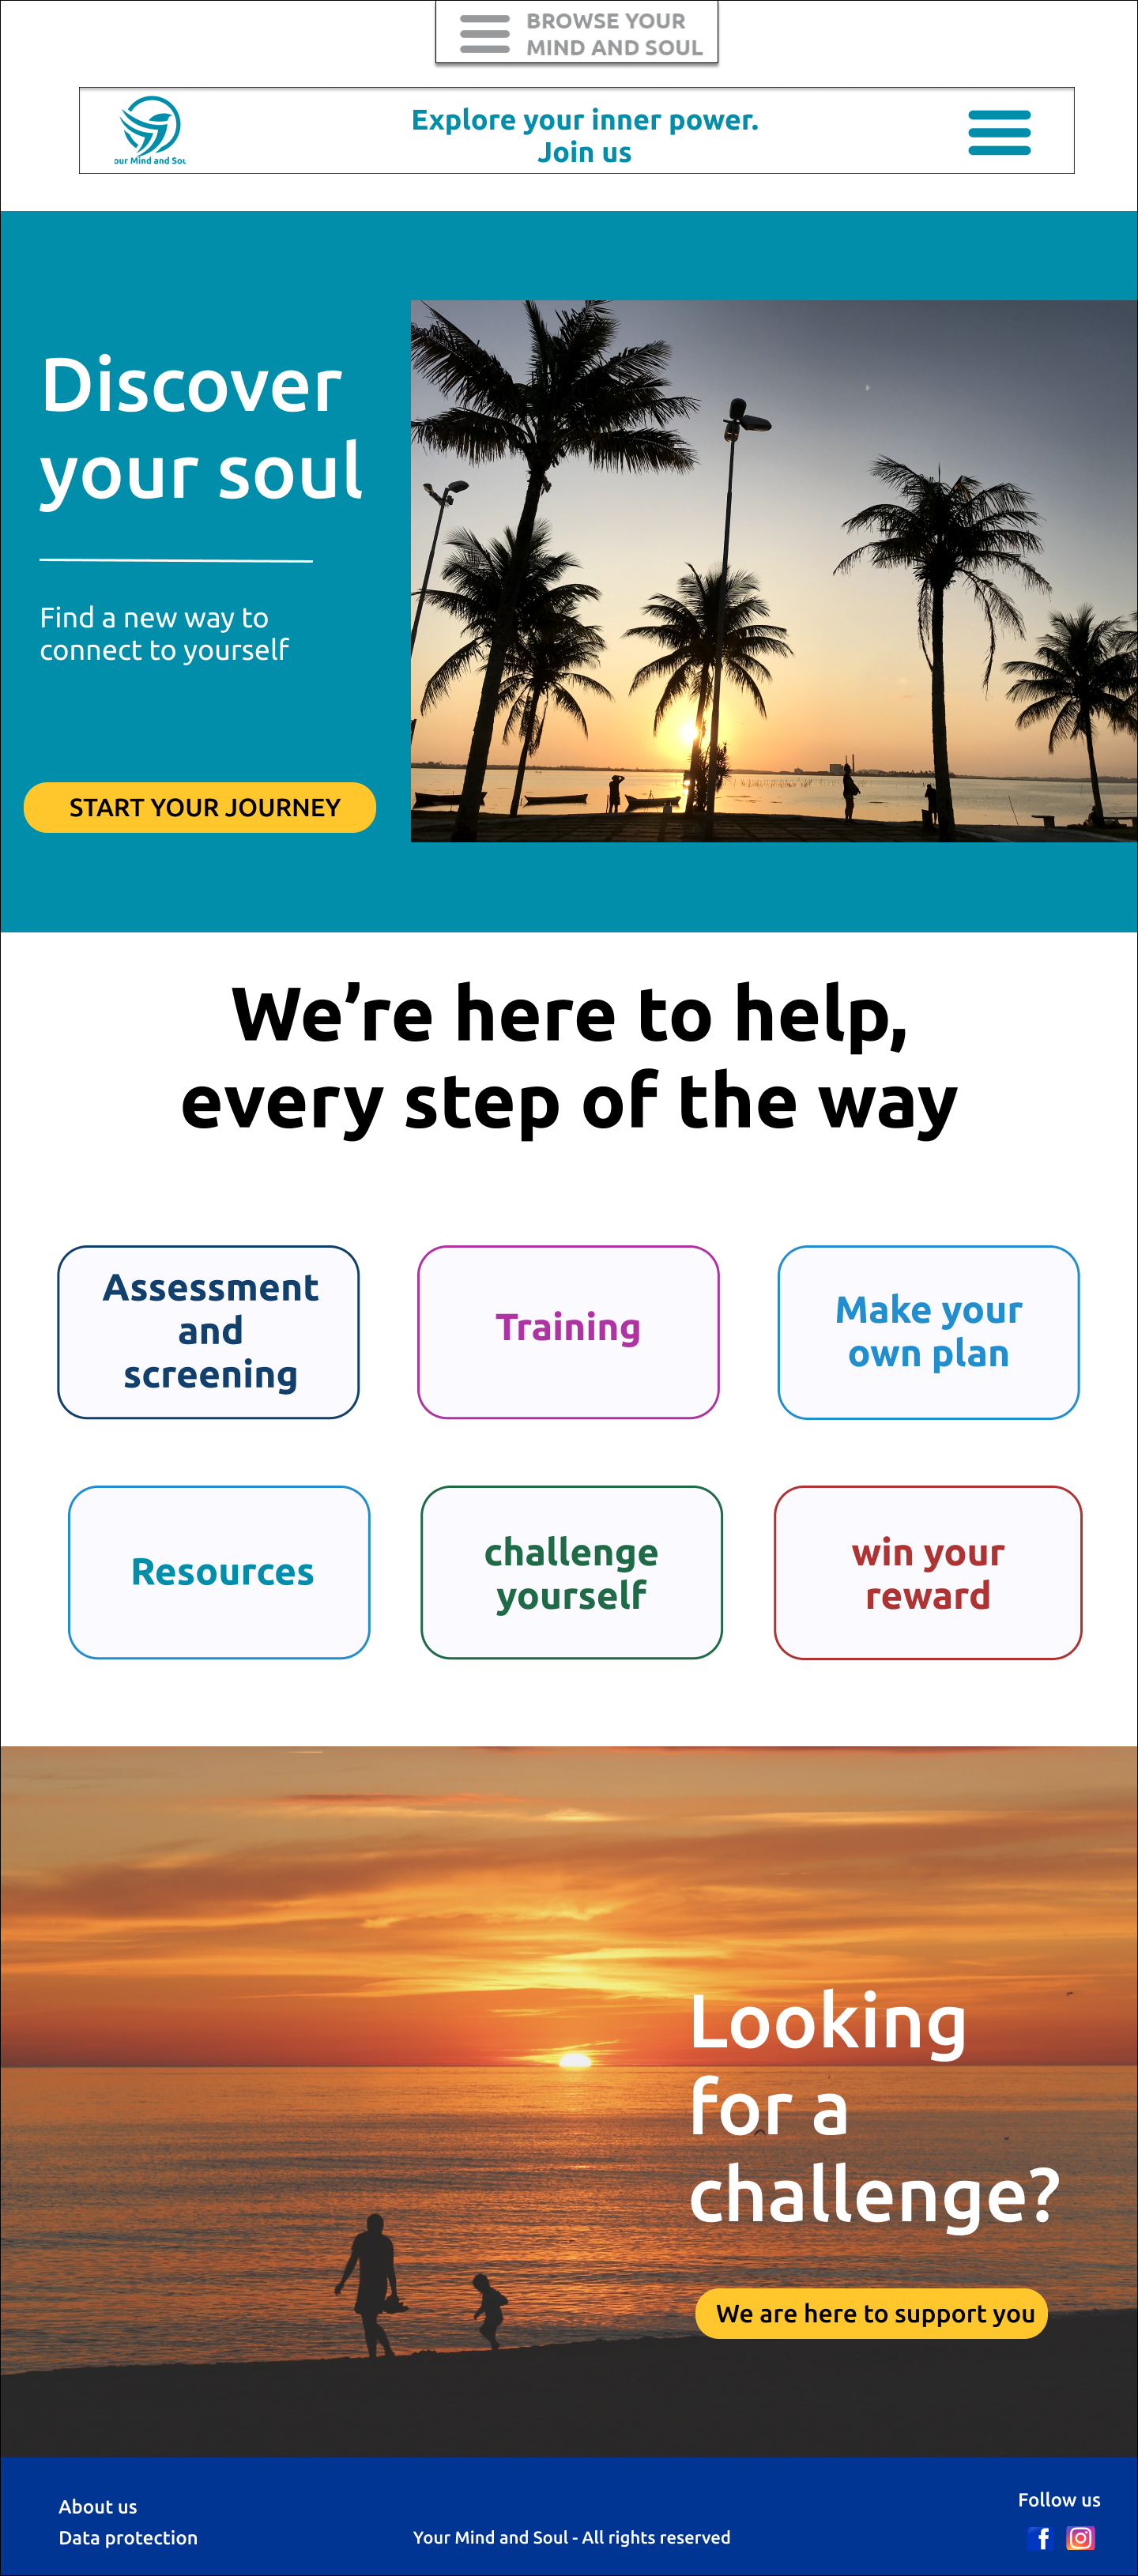 BROWSE YOUR
MIND AND SOUL
our Mind and Sou
Explore your inner power.
Join us
Discover
your soul
Find a new way to
connect to yourself
START YOUR JOURNEY
We’re here to help,
every step of the way
Assessment
and
screening
Training
Make your
own plan
Resources
challenge
yourself
win your
reward
Looking
for a
challenge?
We are here to support you
About us
Data protection
Your Mind and Soul - All rights reserved
Follow us